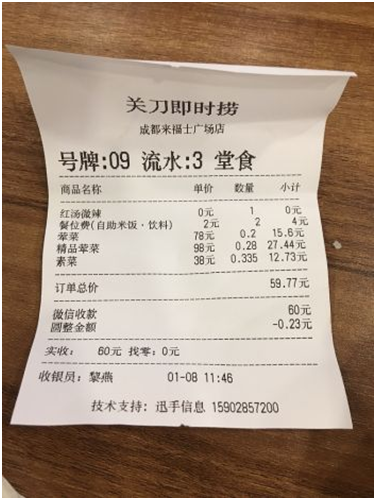 关刀即时捞
成都来福士广场店
号牌:09 流水:3 堂食
商品名称 单价 数量 小计
红汤微辣 0元 1 0元
餐位费(自助米饭·饮料) 2元 2 4元
荤菜 78元 0.2 15.6元
精品荤菜 98元 0.28 27.44元
素菜 38元 0.335 12.73元
订单总价 59.77元
微信收款 60元
圆整金额 -0.23元
实收: 60元 找零:0元
收银员:黎燕 01-08 11:46
技术支持: 迅手信息 15902857200